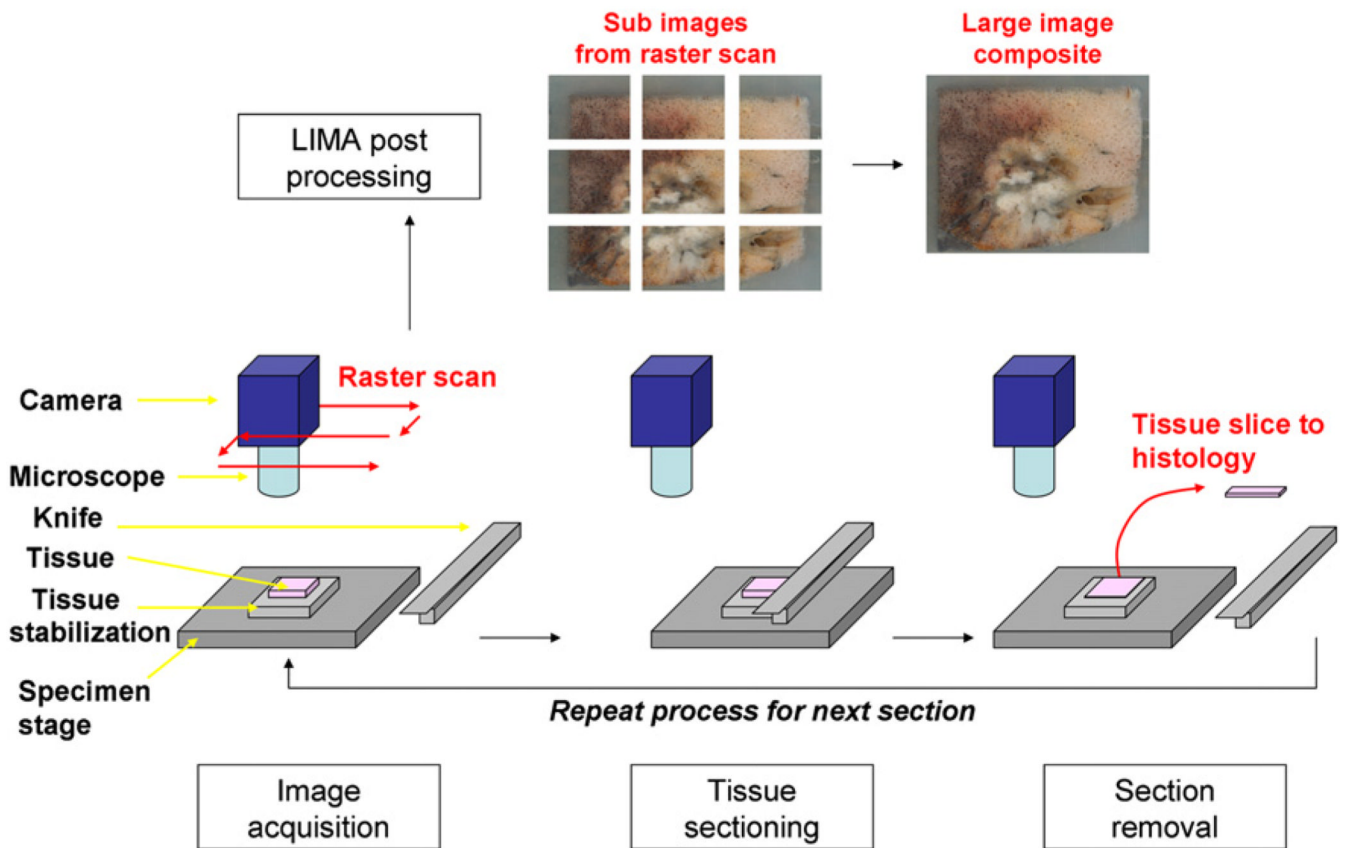 Sub images
from raster scan
Large image
composite
LIMA post
processing
Raster scan
Camera
Microscope
Knife
Tissue
Tissue
stabilization
Specimen
stage
Tissue slice to
histology
Repeat process for next section
Image
acquisition
Tissue
sectioning
Section
removal